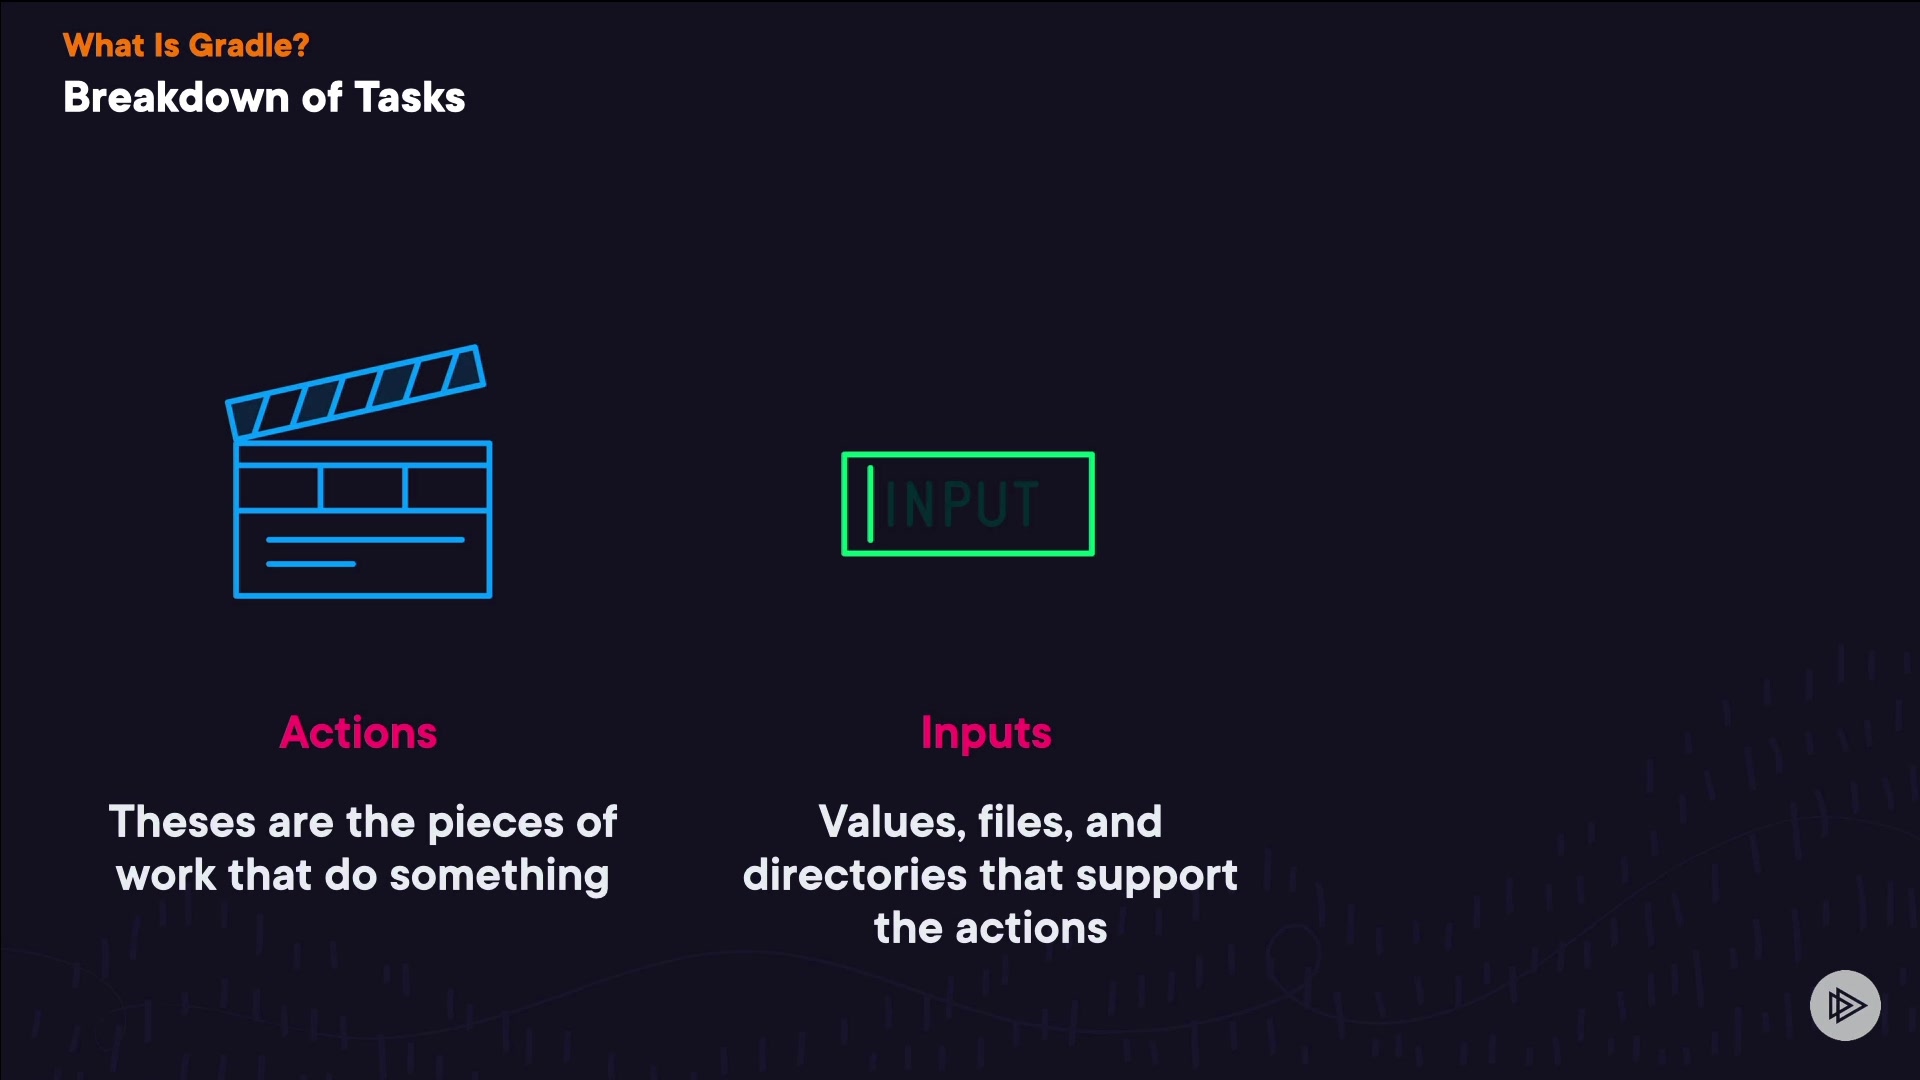 What Is Gradle?
Breakdown of Tasks
INPUT
Actions
Inputs
Theses are the pieces of
work that do something
Values, files, and
directories that support
the actions